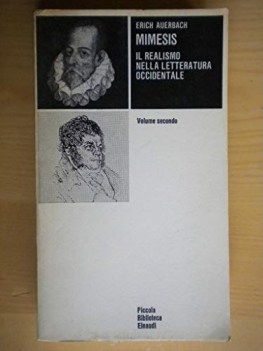 ERICH AUERBACH
MIMESIS
IL REALISMO
NELLA LETTERATURA
OCCIDENTALE
Volume secondo
Piccola
Biblioteca
Einaudi